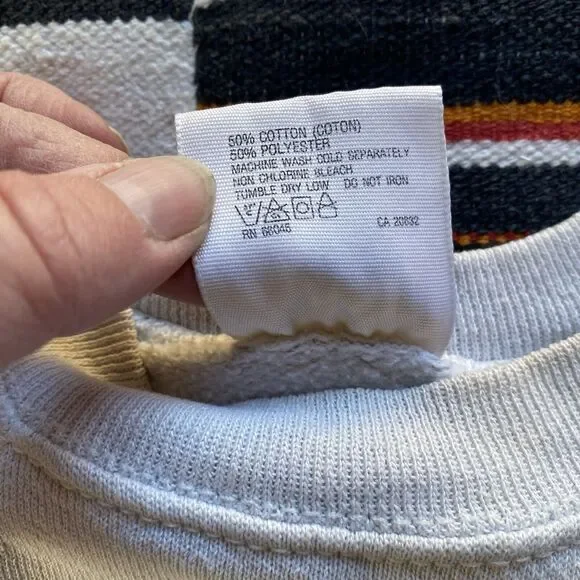 50% COTTON (COTON)
50% POLYESTER
MACHINE WASH COLD SEPARATELY
NON CHLORINE BLEACH
TUMBLE DRY LOW DO NOT IRON
RN 66046 CA 20832